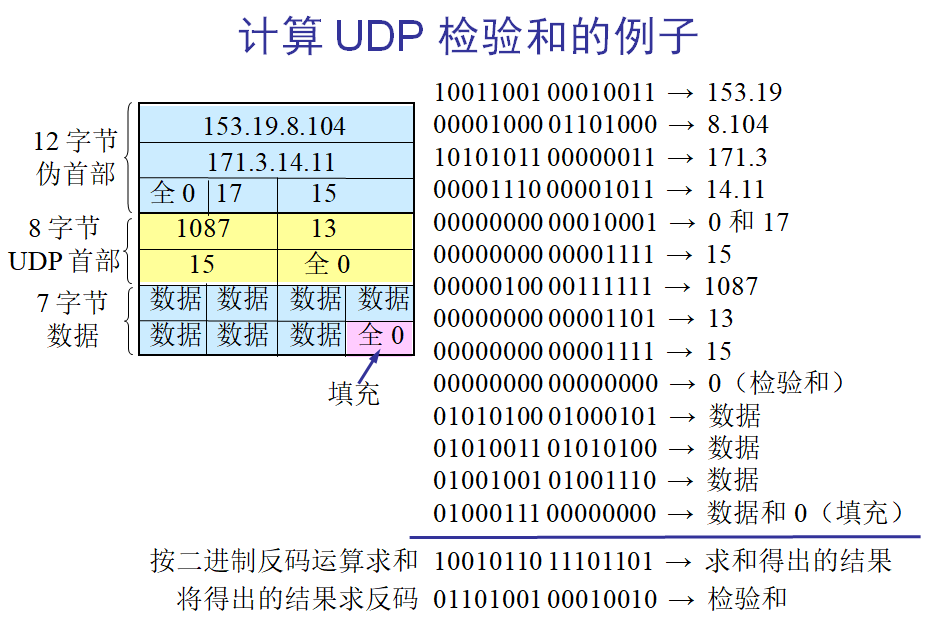 计算 UDP 检验和的例子
12 字节
伪首部
153.19.8.104
171.3.14.11
全 0 17 15
8 字节
UDP 首部
1087 13
15 全 0
7 字节
数据
数据 数据 数据 数据
数据 数据 数据 全 0
填充
10011001 00010011 → 153.19
00001000 01101000 → 8.104
10101011 00000011 → 171.3
00001110 00001011 → 14.11
00000000 00010001 → 0 和 17
00000000 00001111 → 15
00000100 00111111 → 1087
00000000 00001101 → 13
00000000 00001111 → 15
00000000 00000000 → 0（检验和）
01010100 01000101 → 数据
01010011 01010100 → 数据
01001001 01001110 → 数据
01000111 00000000 → 数据和 0（填充）
按二进制反码运算求和 10010110 11101101 → 求和得出的结果
将得出的结果求反码 01101001 00010010 → 检验和